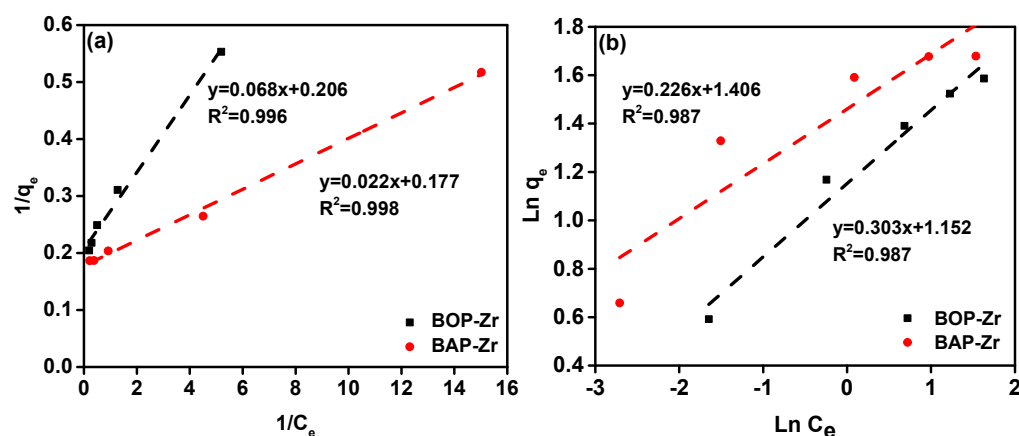 (a)
0.6
0.5
0.4
0.3
0.2
0.1
0.0
1/qₑ
y=0.068x+0.206
R²=0.996
y=0.022x+0.177
R²=0.998
BOP-Zr
BAP-Zr
0 2 4 6 8 10 12 14 16
1/Cₑ
(b)
1.8
1.6
1.4
1.2
1.0
0.8
0.6
0.4
Ln qₑ
y=0.226x+1.406
R²=0.987
y=0.303x+1.152
R²=0.987
BOP-Zr
BAP-Zr
-3 -2 -1 0 1 2
Ln Cₑ